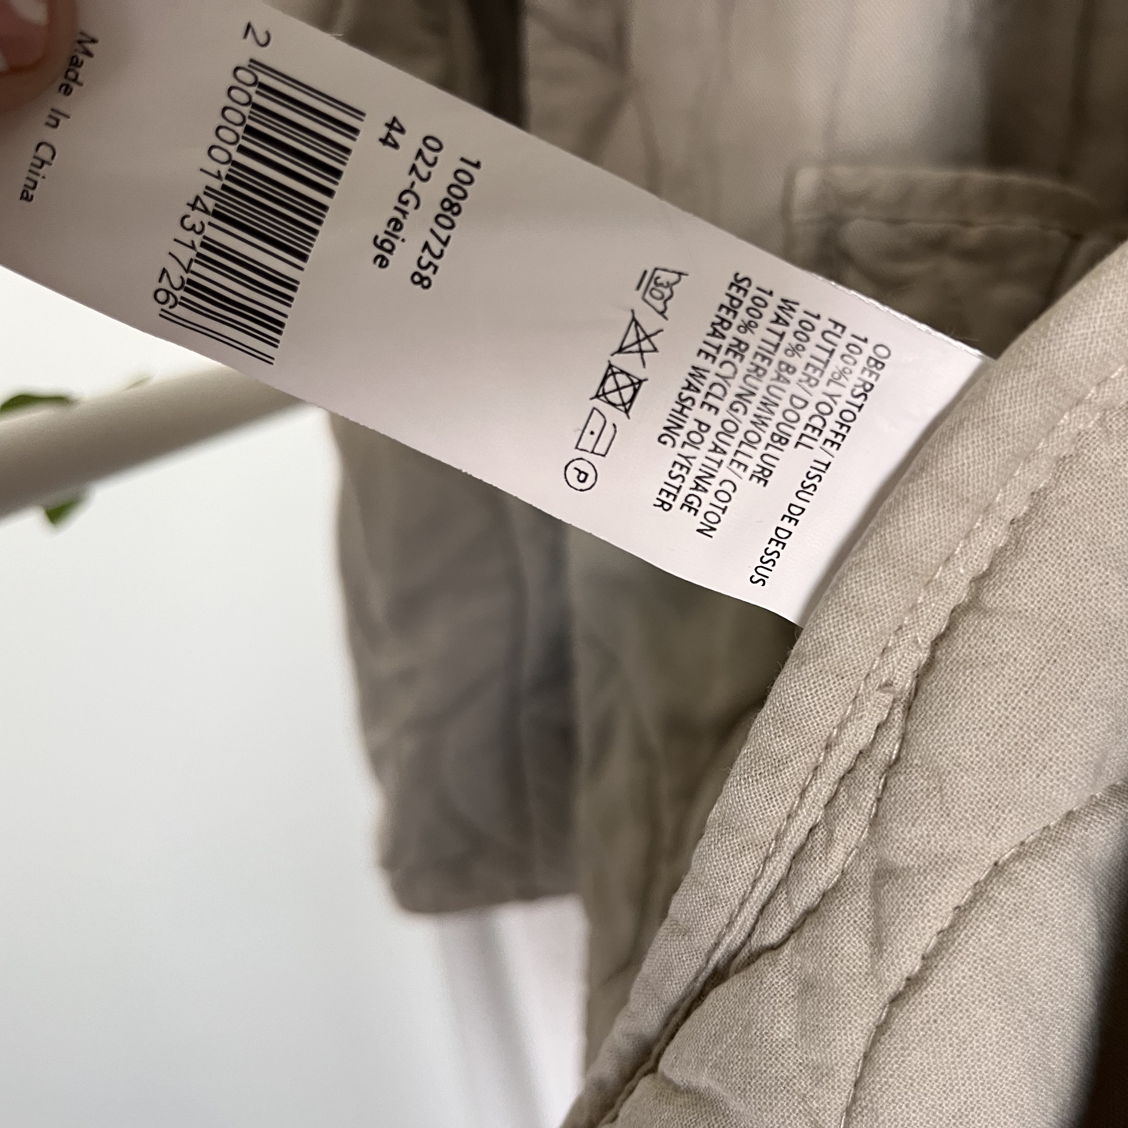 OBERSTOFFE/ TISSU DE DESSUS
100%LYOCELL
FUTTER/ DOUBLURE
100% BAUMWOLLE/ COTON
WATTIERUNG/OUATINAGE
100% RECYCLE POLYESTER
SEPERATE WASHING
30
P
100807258
022-Greige
44
2 000001 431726
Made In China